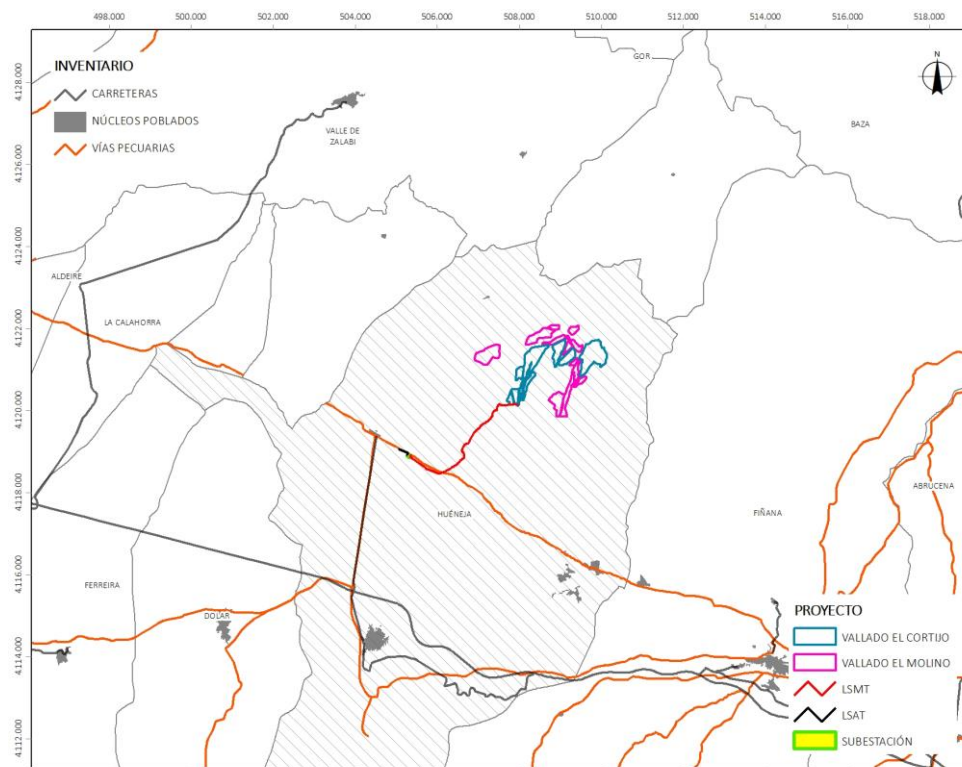 498.000 500.000 502.000 504.000 506.000 508.000 510.000 512.000 514.000 516.000 518.000
INVENTARIO
CARRETERAS
NÚCLEOS POBLADOS
VÍAS PECUARIAS
N
GOR
VALLE DE
ZALABI
BAZA
ALDEIRE
LA CALAHORRA
HUÉNEJA
FIÑANA
ABRUCENA
FERREIRA
DOLAR
4.128.000
4.126.000
4.124.000
4.122.000
4.120.000
4.118.000
4.116.000
4.114.000
4.112.000
PROYECTO
VALLADO EL CORTIJO
VALLADO EL MOLINO
LSMT
LSAT
SUBESTACIÓN